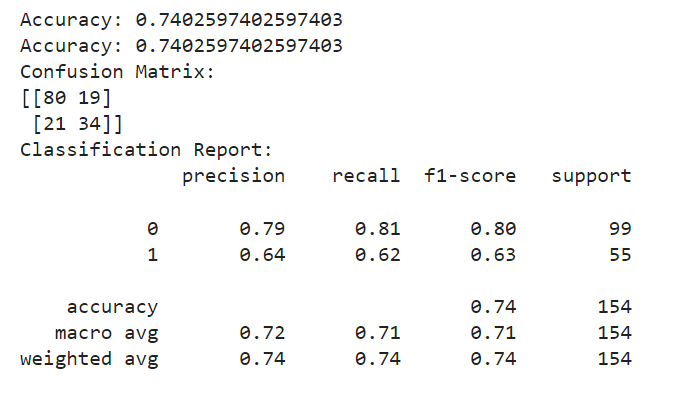 Accuracy: 0.7402597402597403
Accuracy: 0.7402597402597403
Confusion Matrix:
[[80 19]
 [21 34]]
Classification Report:
              precision    recall  f1-score   support

           0       0.79      0.81      0.80        99
           1       0.64      0.62      0.63        55

    accuracy                           0.74       154
   macro avg       0.72      0.71      0.71       154
weighted avg       0.74      0.74      0.74       154